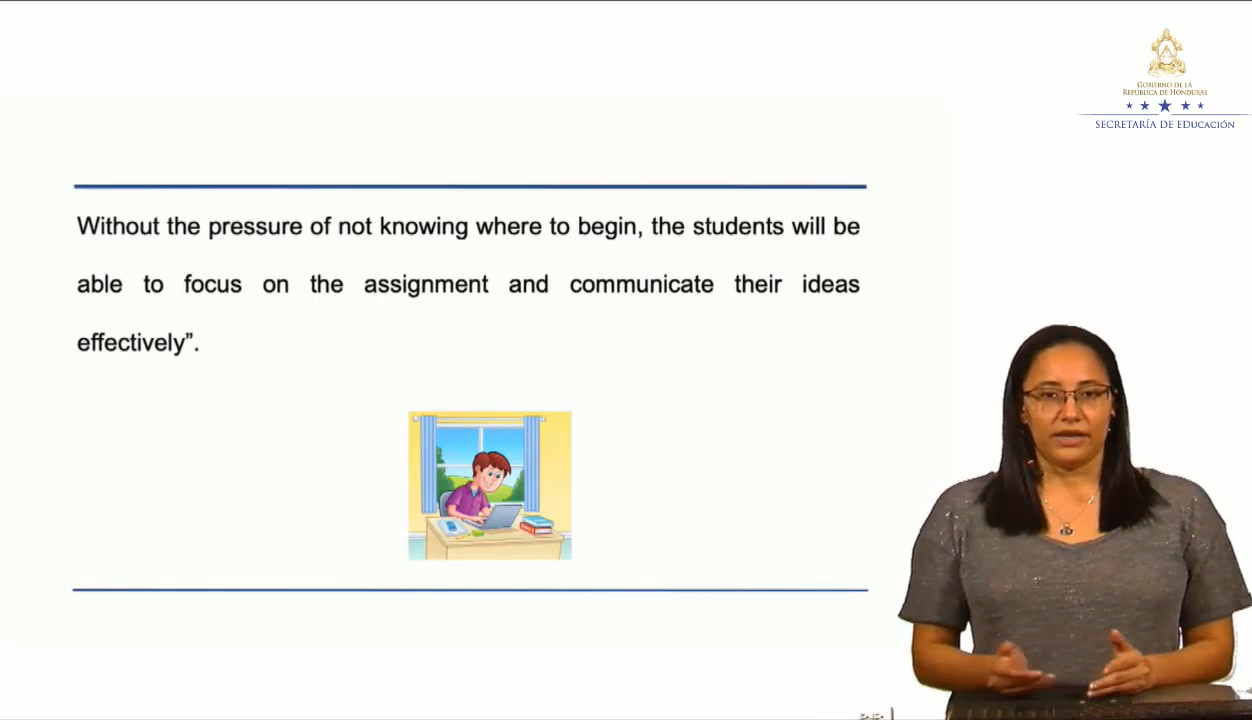 GOBIERNO DE LA
REPÚBLICA DE HONDURAS
SECRETARÍA DE EDUCACIÓN
Without the pressure of not knowing where to begin, the students will be
able to focus on the assignment and communicate their ideas
effectively”.